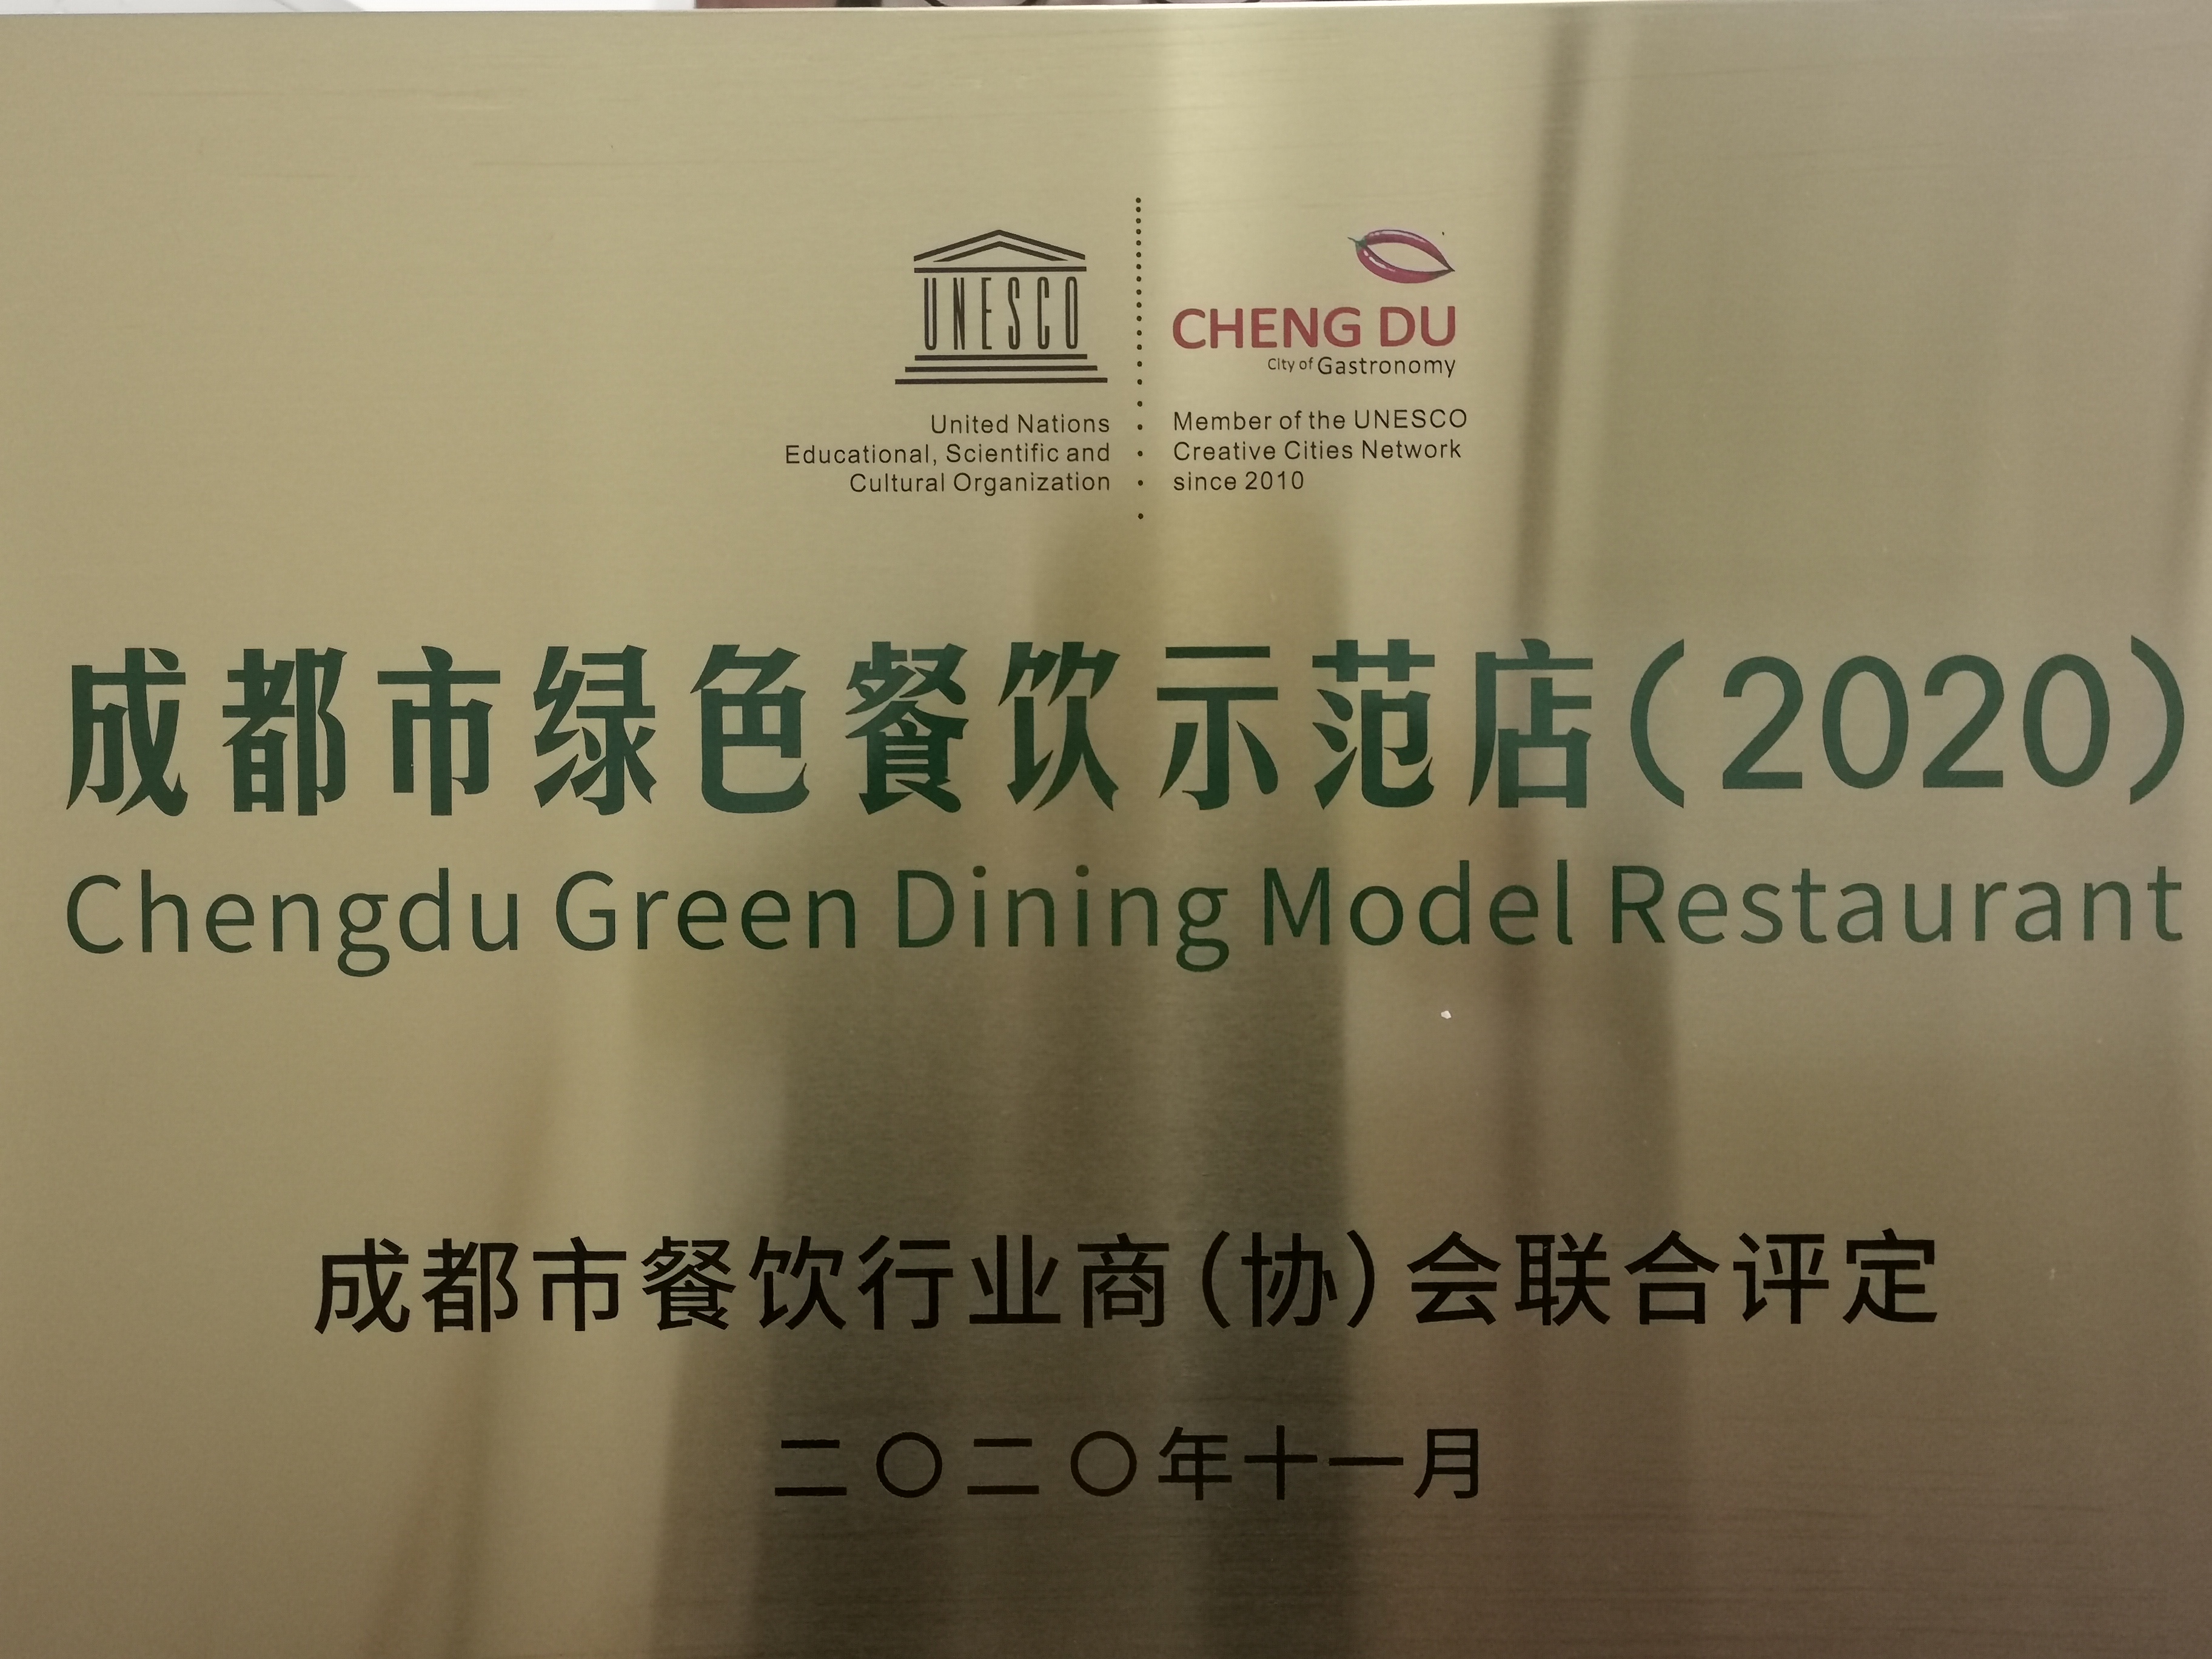 UNESCO
United Nations
Educational, Scientific and
Cultural Organization
CHENG DU
City of Gastronomy
Member of the UNESCO
Creative Cities Network
since 2010
成都市绿色餐饮示范店(2020)
Chengdu Green Dining Model Restaurant
成都市餐饮行业商(协)会联合评定
二〇二〇年十一月